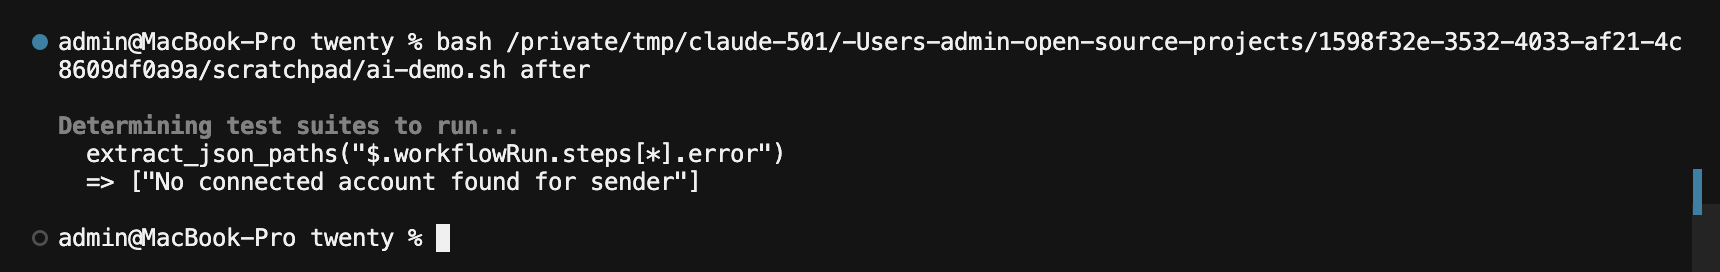 admin@MacBook-Pro twenty % bash /private/tmp/claude-501/-Users-admin-open-source-projects/1598f32e-3532-4033-af21-4c
8609df0a9a/scratchpad/ai-demo.sh after
Determining test suites to run...
extract_json_paths("$.workflowRun.steps[*].error")
=> ["No connected account found for sender"]
admin@MacBook-Pro twenty %